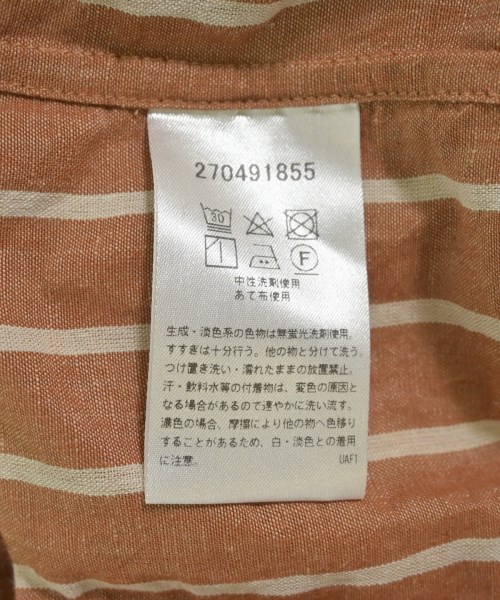 270491855
30
F
中性洗剤使用
あて布使用
生成・淡色系の色物は無蛍光洗剤使用。
すすぎは十分行う。他の物と分けて洗う。
つけ置き洗い・濡れたままの放置禁止。
汗・飲料水等の付着物は、変色の原因と
なる場合があるので速やかに洗い流す。
濃色の場合、摩擦により他の物へ色移り
することがあるため、白・淡色との着用
に注意。
(JAF)